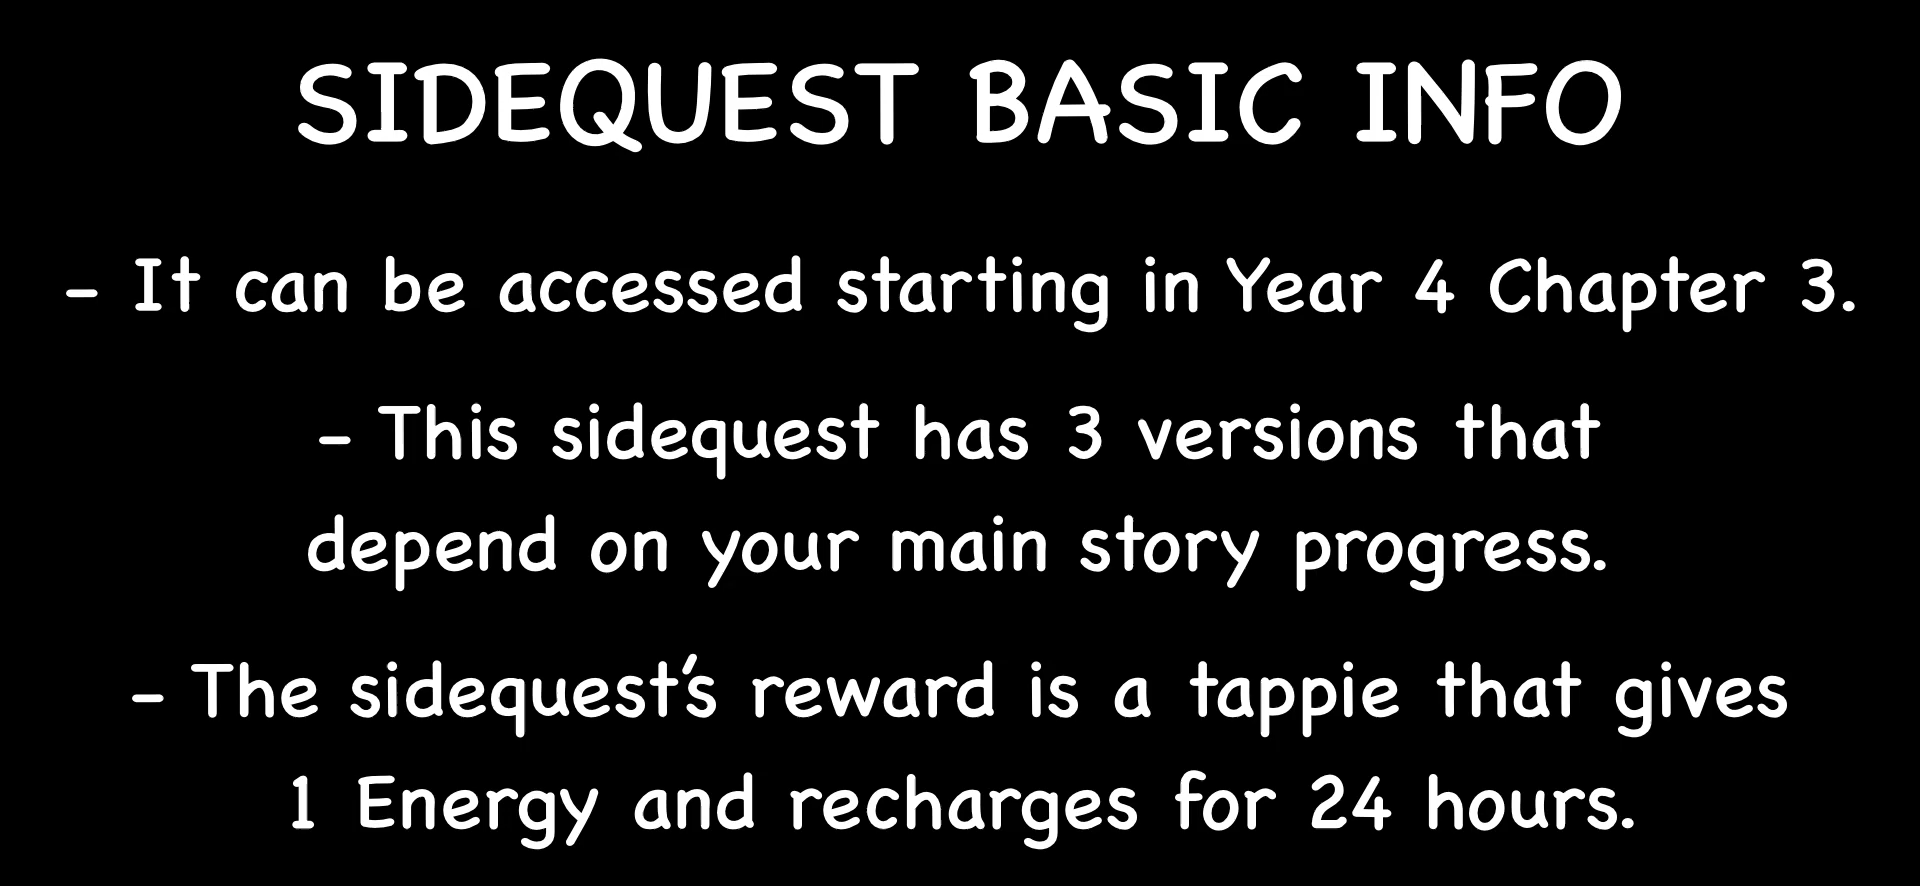 SIDEQUEST BASIC INFO
- It can be accessed starting in Year 4 Chapter 3.
- This sidequest has 3 versions that
depend on your main story progress.
- The sidequest's reward is a tappie that gives
1 Energy and recharges for 24 hours.